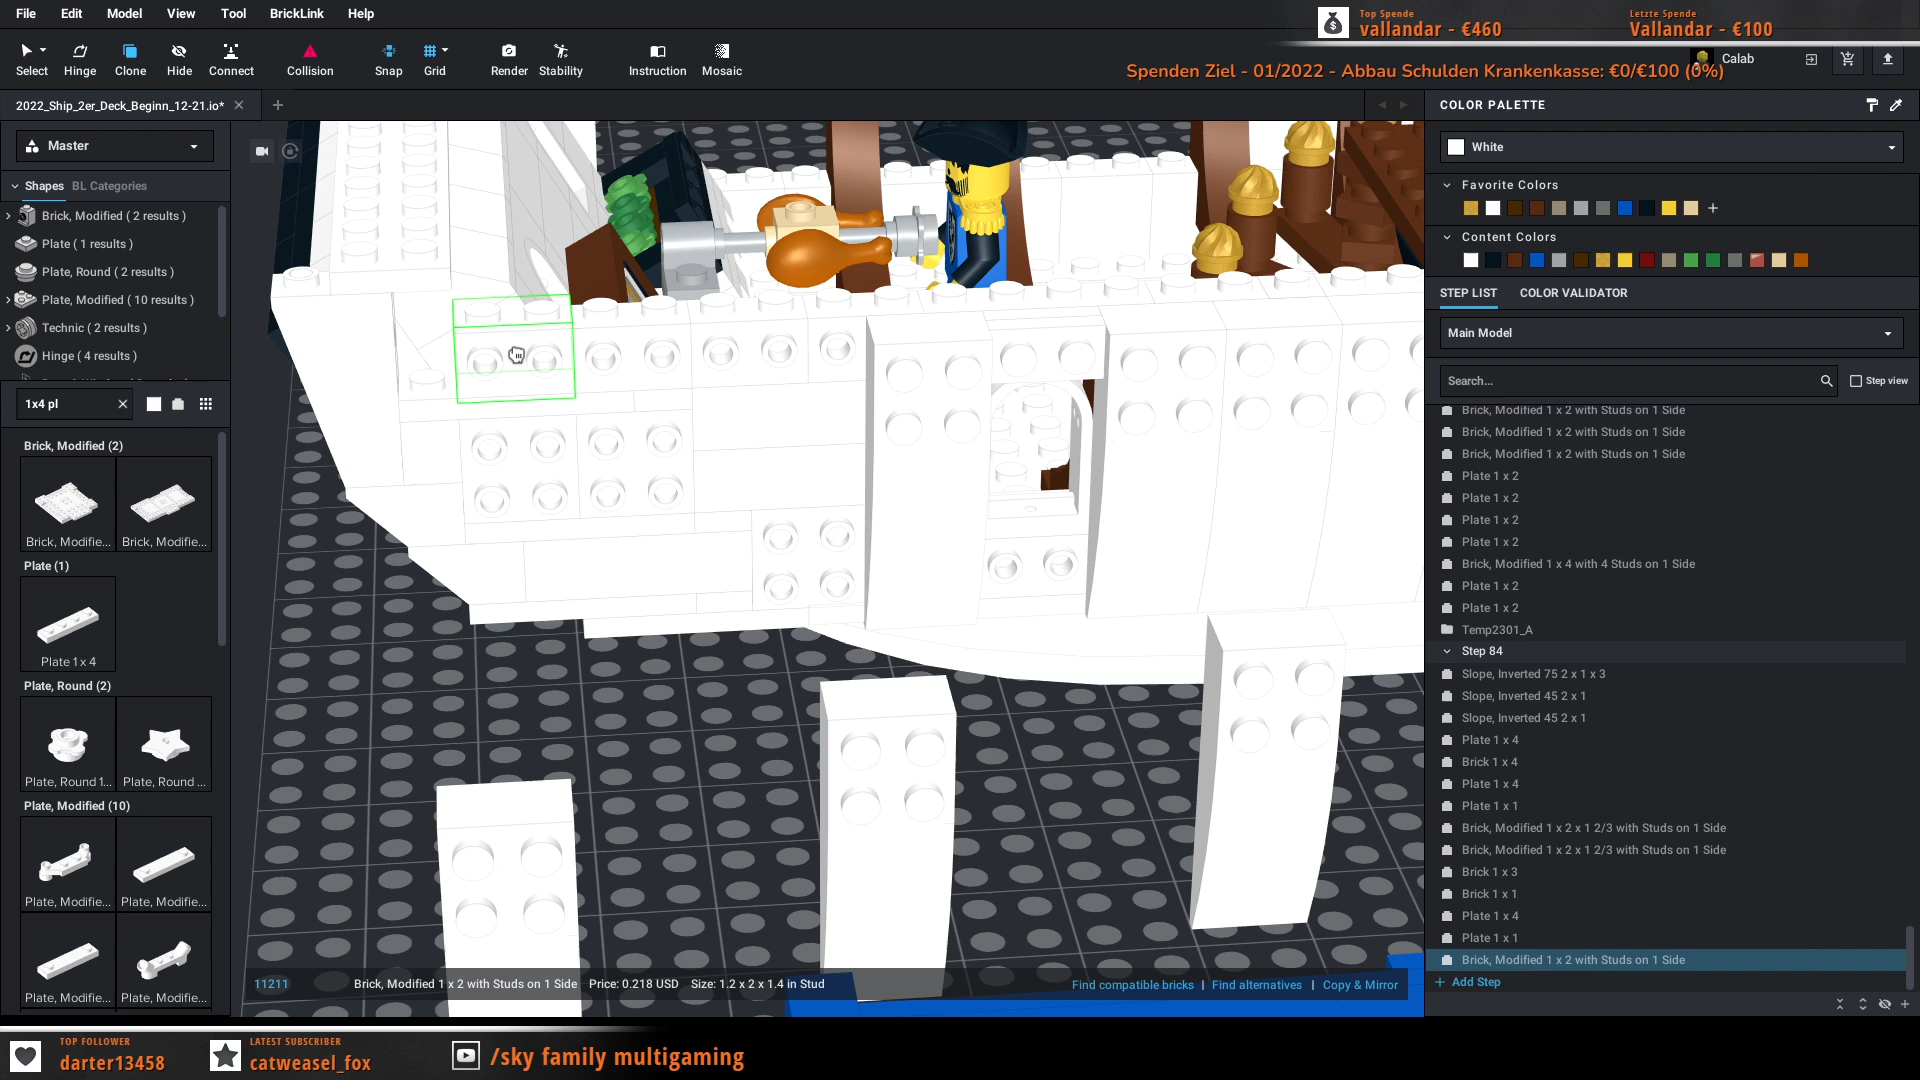 File Edit Model View Tool BrickLink Help
Top Spende
vallandar - €460
Letzte Spende
Vallandar - €100
Select Hinge Clone Hide Connect Collision Snap Grid Render Stability Instruction Mosaic
Calab
Spenden Ziel - 01/2022 - Abbau Schulden Krankenkasse: €0/€100 (0%)
2022_Ship_2er_Deck_Beginn_12-21.io*
Master
Shapes BL Categories
Brick, Modified ( 2 results )
Plate ( 1 results )
Plate, Round ( 2 results )
Plate, Modified ( 10 results )
Technic ( 2 results )
Hinge ( 4 results )
1x4 pl
Brick, Modified (2)
Brick, Modifie... Brick, Modifie...
Plate (1)
Plate 1 x 4
Plate, Round (2)
Plate, Round 1... Plate, Round ...
Plate, Modified (10)
Plate, Modifie... Plate, Modifie...
Plate, Modifie... Plate, Modifie...
11211 Brick, Modified 1 x 2 with Studs on 1 Side Price: 0.218 USD Size: 1.2 x 2 x 1.4 in Stud
Find compatible bricks | Find alternatives | Copy & Mirror
COLOR PALETTE
White
Favorite Colors
Content Colors
STEP LIST COLOR VALIDATOR
Main Model
Search... Step view
Brick, Modified 1 x 2 with Studs on 1 Side
Brick, Modified 1 x 2 with Studs on 1 Side
Brick, Modified 1 x 2 with Studs on 1 Side
Plate 1 x 2
Plate 1 x 2
Plate 1 x 2
Plate 1 x 2
Brick, Modified 1 x 4 with 4 Studs on 1 Side
Plate 1 x 2
Plate 1 x 2
Temp2301_A
Step 84
Slope, Inverted 75 2 x 1 x 3
Slope, Inverted 45 2 x 1
Slope, Inverted 45 2 x 1
Plate 1 x 4
Brick 1 x 4
Plate 1 x 4
Plate 1 x 1
Brick, Modified 1 x 2 x 1 2/3 with Studs on 1 Side
Brick, Modified 1 x 2 x 1 2/3 with Studs on 1 Side
Brick 1 x 3
Brick 1 x 1
Plate 1 x 4
Plate 1 x 1
Brick, Modified 1 x 2 with Studs on 1 Side
+ Add Step
TOP FOLLOWER
darter13458
LATEST SUBSCRIBER
catweasel_fox
/sky family multigaming